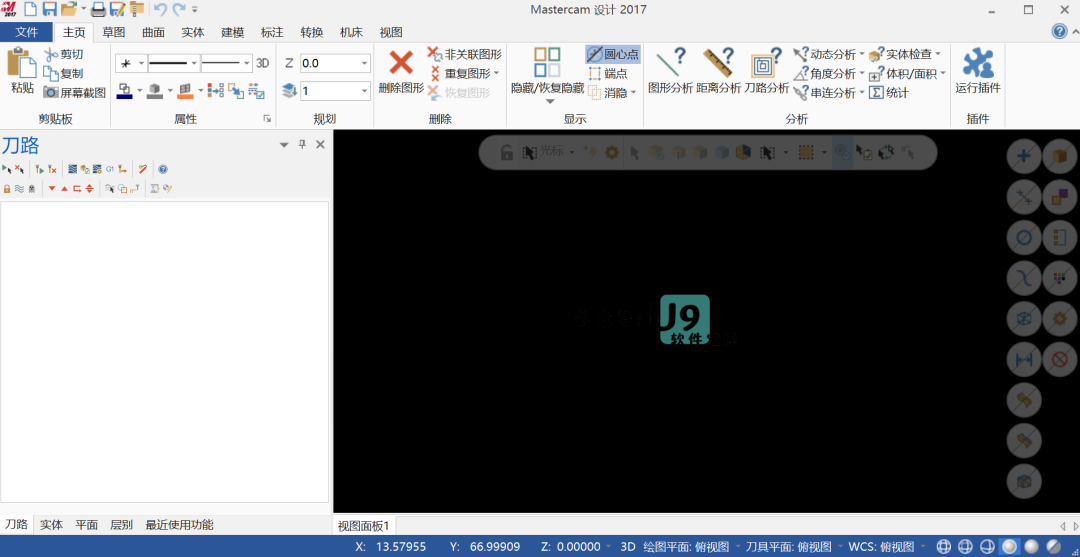 Mastercam 设计 2017
文件 主页 草图 曲面 实体 建模 标注 转换 机床 视图
粘贴 剪切 复制 屏幕截图
剪贴板
3D
属性
Z 0.0
1
规划
删除图形 非关联图形 重复图形 恢复图形
删除
隐藏/恢复隐藏 圆心点 端点 消隐
显示
图形分析 距离分析 刀路分析 动态分析 角度分析 串连分析 实体检查 体积/面积 统计
分析
运行插件
插件
刀路
G1
光标
J9
软件
刀路 实体 平面 层别 最近使用功能
视图面板1
X: 13.57955 Y: 66.99909 Z: 0.00000 3D 绘图平面: 俯视图 刀具平面: 俯视图 WCS: 俯视图